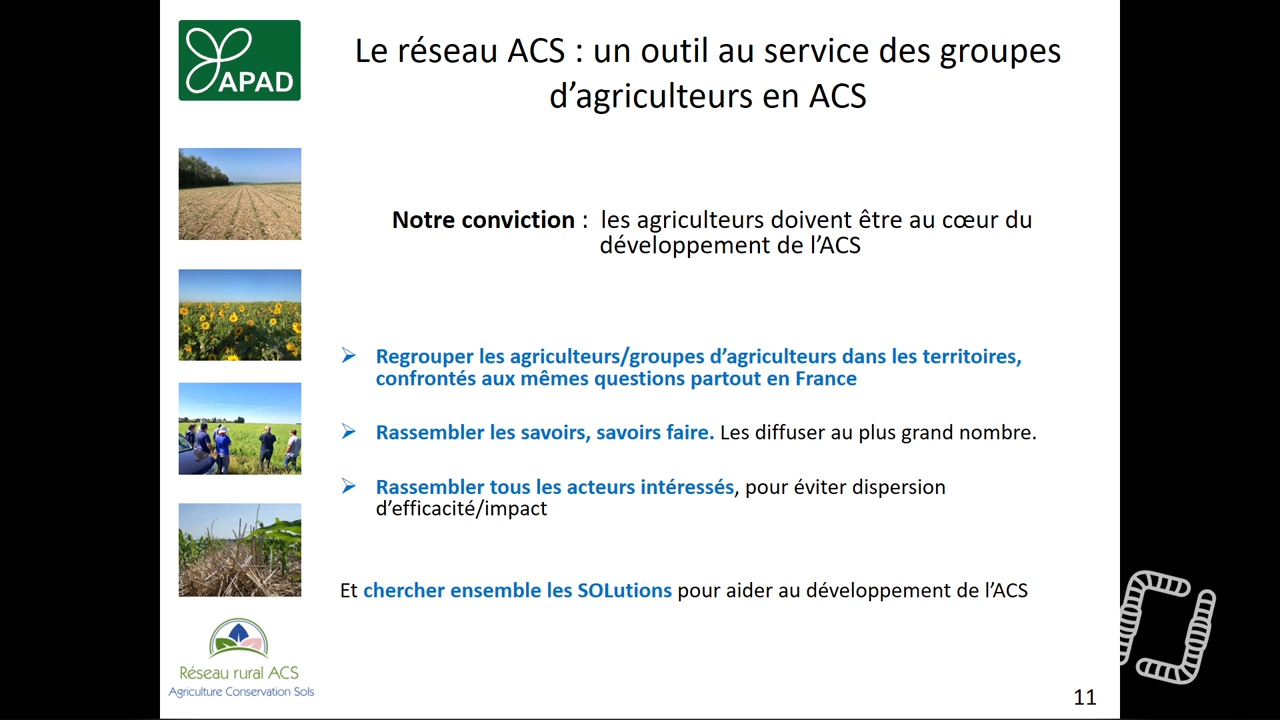 APAD
Le réseau ACS : un outil au service des groupes
d’agriculteurs en ACS
Notre conviction : les agriculteurs doivent être au cœur du
développement de l’ACS
Regrouper les agriculteurs/groupes d’agriculteurs dans les territoires,
confrontés aux mêmes questions partout en France
Rassembler les savoirs, savoirs faire. Les diffuser au plus grand nombre.
Rassembler tous les acteurs intéressés, pour éviter dispersion
d’efficacité/impact
Et chercher ensemble les SOLutions pour aider au développement de l’ACS
Réseau rural ACS
Agriculture Conservation Sols
11